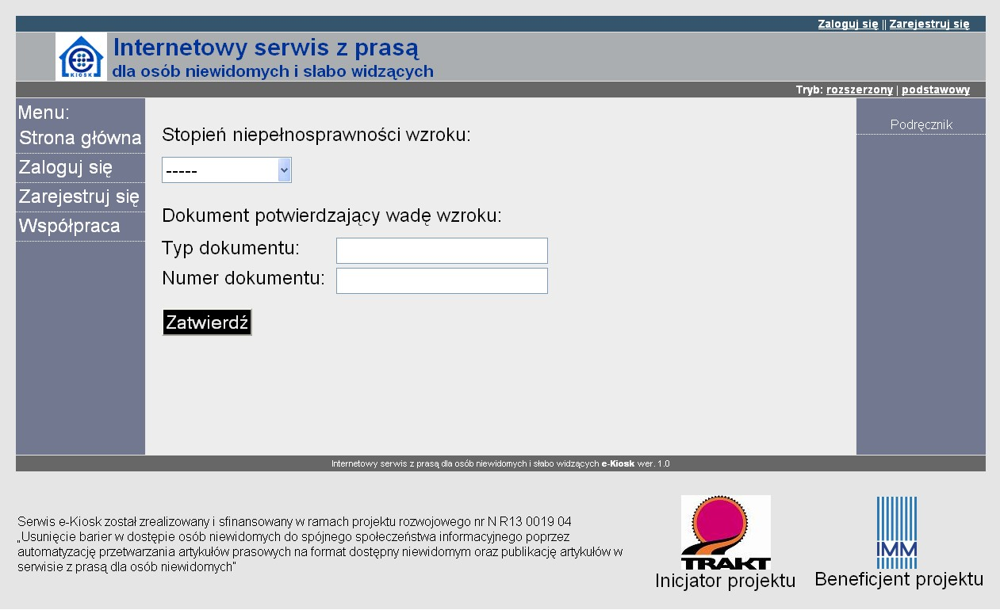 Zaloguj się || Zarejestruj się
KIOSK
Internetowy serwis z prasą
dla osób niewidomych i slabo widzących
Tryb: rozszerzony | podstawowy
Menu:
Strona główna
Zaloguj się
Zarejestruj się
Współpraca
Stopień niepełnosprawności wzroku:
-----
Dokument potwierdzający wadę wzroku:
Typ dokumentu:
Numer dokumentu:
Zatwierdź
Podręcznik
Internetowy serwis z prasą dla osób niewidomych i słabo widzących e-Kiosk wer. 1.0
Serwis e-Kiosk został zrealizowany i sfinansowany w ramach projektu rozwojowego nr N R13 0019 04
„Usunięcie barier w dostępie osób niewidomych do spójnego społeczeństwa informacyjnego poprzez
automatyzację przetwarzania artykułów prasowych na format dostępny niewidomym oraz publikację artykułów w
serwisie z prasą dla osób niewidomych"
TRAKT
Inicjator projektu
IMM
Beneficjent projektu